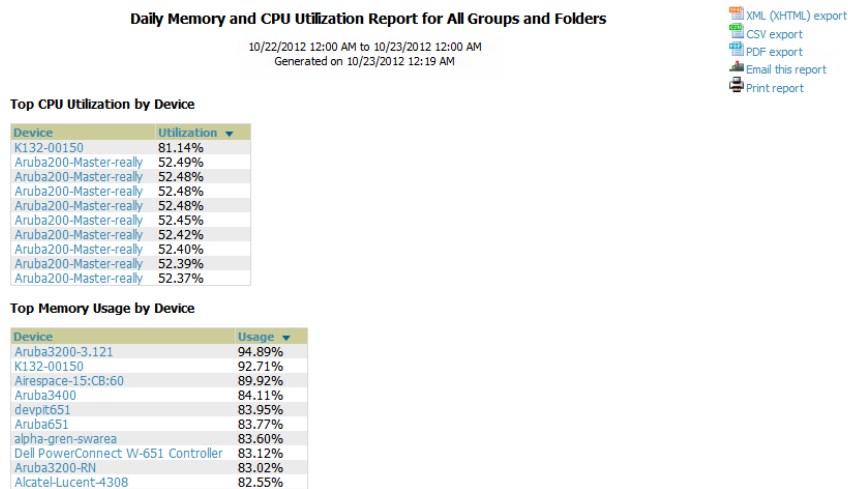 Daily Memory and CPU Utilization Report for All Groups and Folders
10/22/2012 12:00 AM to 10/23/2012 12:00 AM
Generated on 10/23/2012 12:19 AM
XML (XHTML) export
CSV export
PDF export
Email this report
Print report
Top CPU Utilization by Device
Device Utilization
K132-00150 81.14%
Aruba200-Master-really 52.49%
Aruba200-Master-really 52.48%
Aruba200-Master-really 52.48%
Aruba200-Master-really 52.48%
Aruba200-Master-really 52.45%
Aruba200-Master-really 52.42%
Aruba200-Master-really 52.40%
Aruba200-Master-really 52.39%
Aruba200-Master-really 52.37%
Top Memory Usage by Device
Device Usage
Aruba3200-3.121 94.89%
K132-00150 92.71%
Airespace-15:CB:60 89.92%
Aruba3400 84.11%
devpit651 83.95%
Aruba651 83.77%
alpha-gren-swarea 83.60%
Dell PowerConnect W-651 Controller 83.12%
Aruba3200-RN 83.02%
Alcatel-Lucent-4308 82.55%